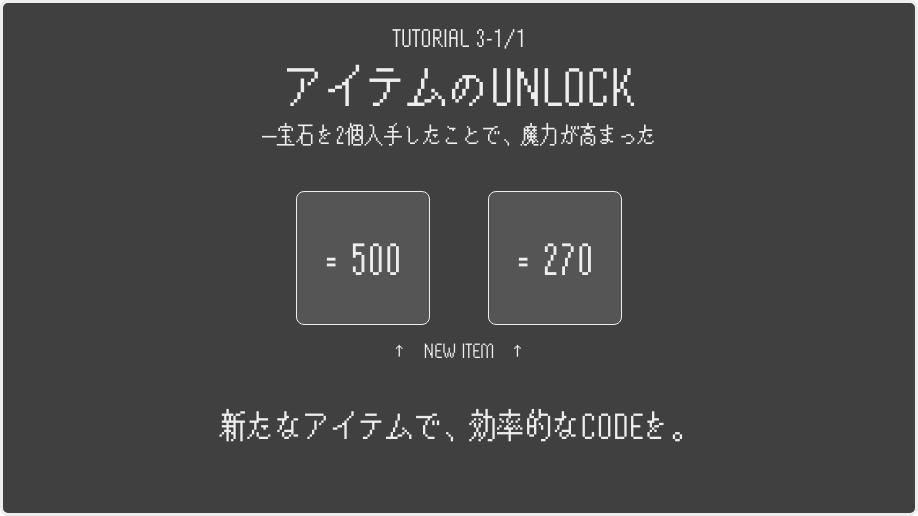 TUTORIAL 3-1/1
アイテムのUNLOCK
—宝石を2個入手したことで、魔力が高まった
= 500
= 270
↑ NEW ITEM ↑
新たなアイテムで、効率的なCODEを。